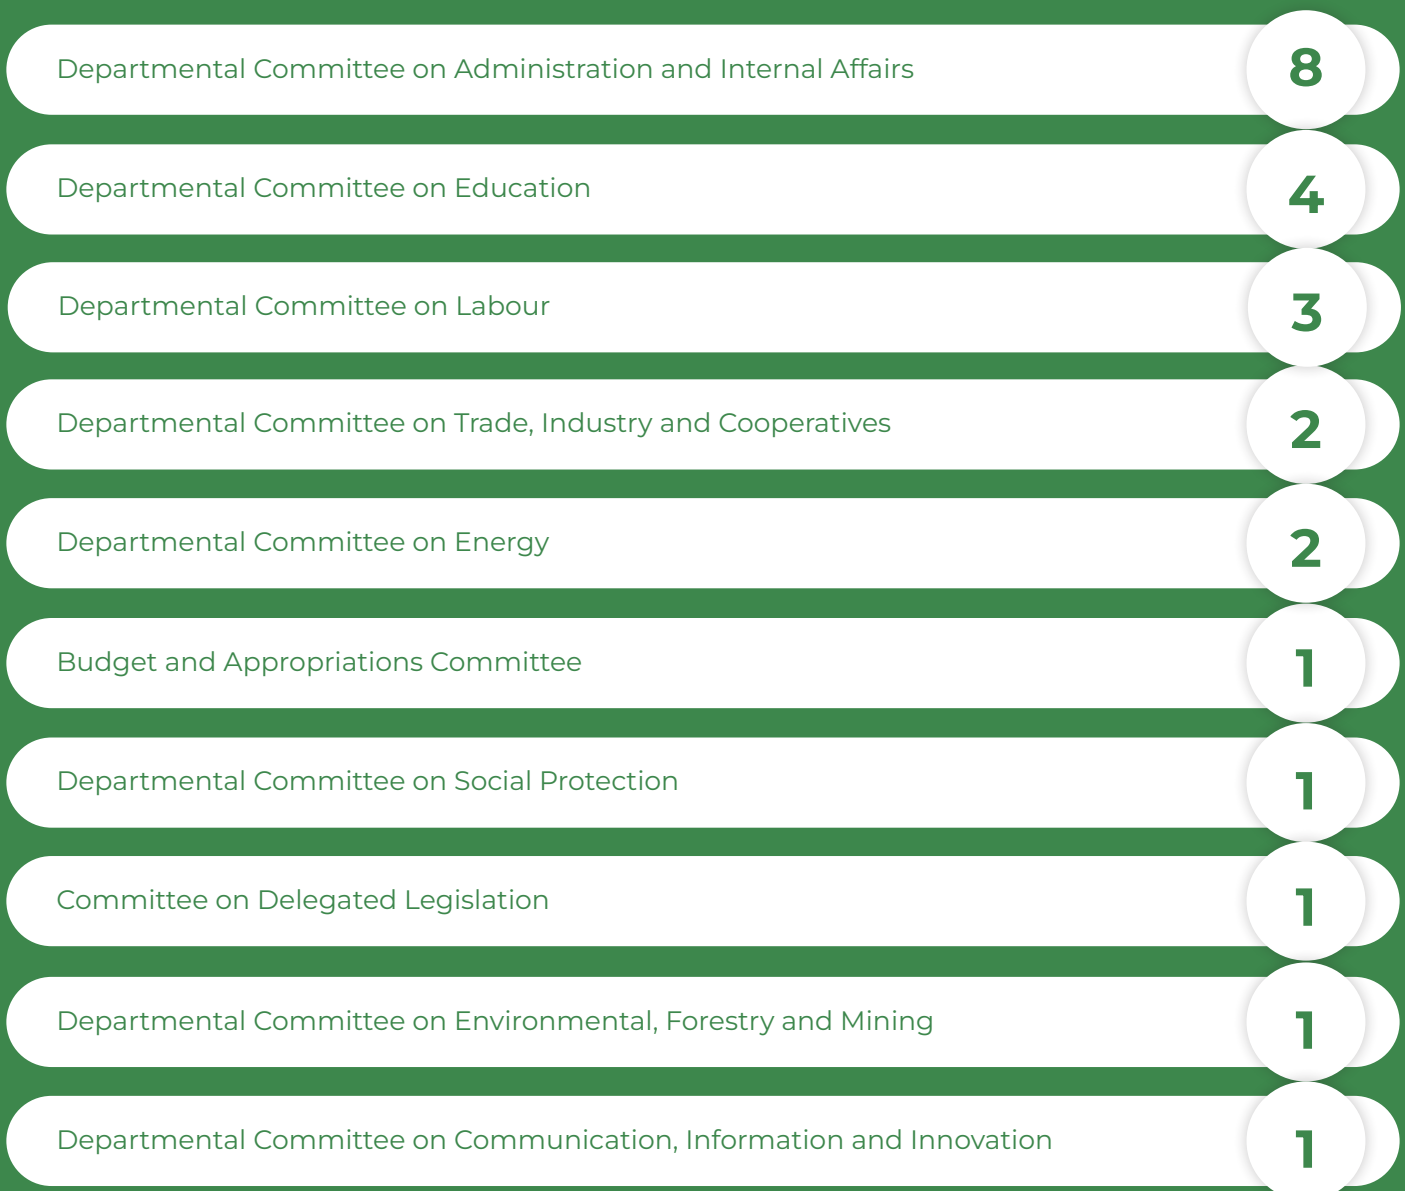 Departmental Committee on Administration and Internal Affairs 8
Departmental Committee on Education 4
Departmental Committee on Labour 3
Departmental Committee on Trade, Industry and Cooperatives 2
Departmental Committee on Energy 2
Budget and Appropriations Committee 1
Departmental Committee on Social Protection 1
Committee on Delegated Legislation 1
Departmental Committee on Environmental, Forestry and Mining 1
Departmental Committee on Communication, Information and Innovation 1